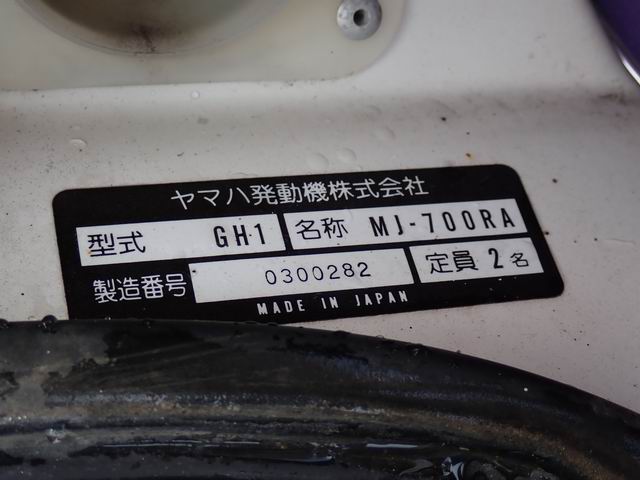 ヤマハ発動機株式会社
型式 GH1 名称 MJ-700RA
製造番号 0300282 定員 2名
MADE IN JAPAN